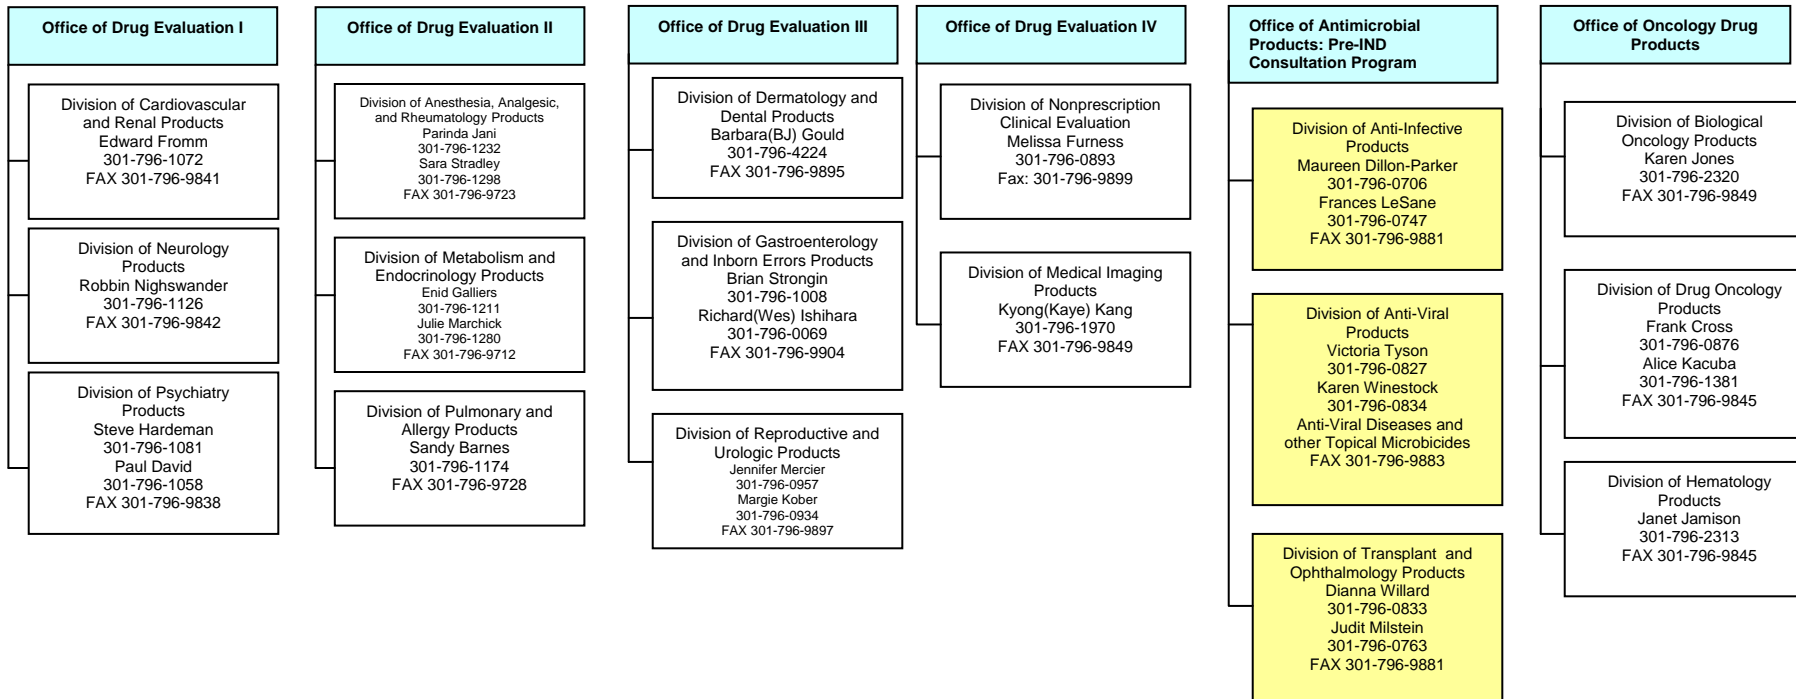 Office of Drug Evaluation I
Division of Cardiovascular
and Renal Products
Edward Fromm
301-796-1072
FAX 301-796-9841
Division of Neurology
Products
Robbin Nighswander
301-796-1126
FAX 301-796-9842
Division of Psychiatry
Products
Steve Hardeman
301-796-1081
Paul David
301-796-1058
FAX 301-796-9838
Office of Drug Evaluation II
Division of Anesthesia, Analgesic,
and Rheumatology Products
Parinda Jani
301-796-1232
Sara Stradley
301-796-1298
FAX 301-796-9723
Division of Metabolism and
Endocrinology Products
Enid Galliers
301-796-1211
Julie Marchick
301-796-1280
FAX 301-796-9712
Division of Pulmonary and
Allergy Products
Sandy Barnes
301-796-1174
FAX 301-796-9728
Office of Drug Evaluation III
Division of Dermatology and
Dental Products
Barbara(BJ) Gould
301-796-4224
FAX 301-796-9895
Division of Gastroenterology
and Inborn Errors Products
Brian Strongin
301-796-1008
Richard(Wes) Ishihara
301-796-0069
FAX 301-796-9904
Division of Reproductive and
Urologic Products
Jennifer Mercier
301-796-0957
Margie Kober
301-796-0934
FAX 301-796-9897
Office of Drug Evaluation IV
Division of Nonprescription
Clinical Evaluation
Melissa Furness
301-796-0893
Fax: 301-796-9899
Division of Medical Imaging
Products
Kyong(Kaye) Kang
301-796-1970
FAX 301-796-9849
Office of Antimicrobial
Products: Pre-IND
Consultation Program
Division of Anti-Infective
Products
Maureen Dillon-Parker
301-796-0706
Frances LeSane
301-796-0747
FAX 301-796-9881
Division of Anti-Viral
Products
Victoria Tyson
301-796-0827
Karen Winestock
301-796-0834
Anti-Viral Diseases and
other Topical Microbicides
FAX 301-796-9883
Division of Transplant and
Ophthalmology Products
Dianna Willard
301-796-0833
Judit Milstein
301-796-0763
FAX 301-796-9881
Office of Oncology Drug
Products
Division of Biological
Oncology Products
Karen Jones
301-796-2320
FAX 301-796-9849
Division of Drug Oncology
Products
Frank Cross
301-796-0876
Alice Kacuba
301-796-1381
FAX 301-796-9845
Division of Hematology
Products
Janet Jamison
301-796-2313
FAX 301-796-9845